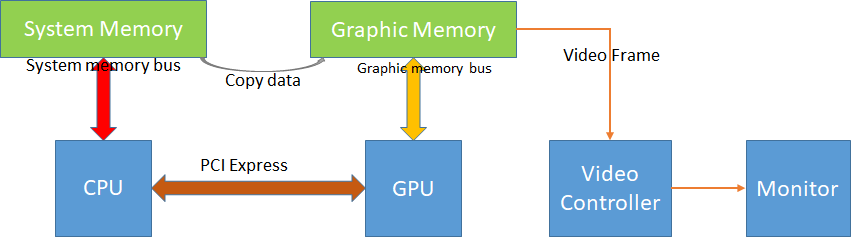 System Memory
Graphic Memory
System memory bus
Copy data
Graphic memory bus
Video Frame
CPU
PCI Express
GPU
Video
Controller
Monitor